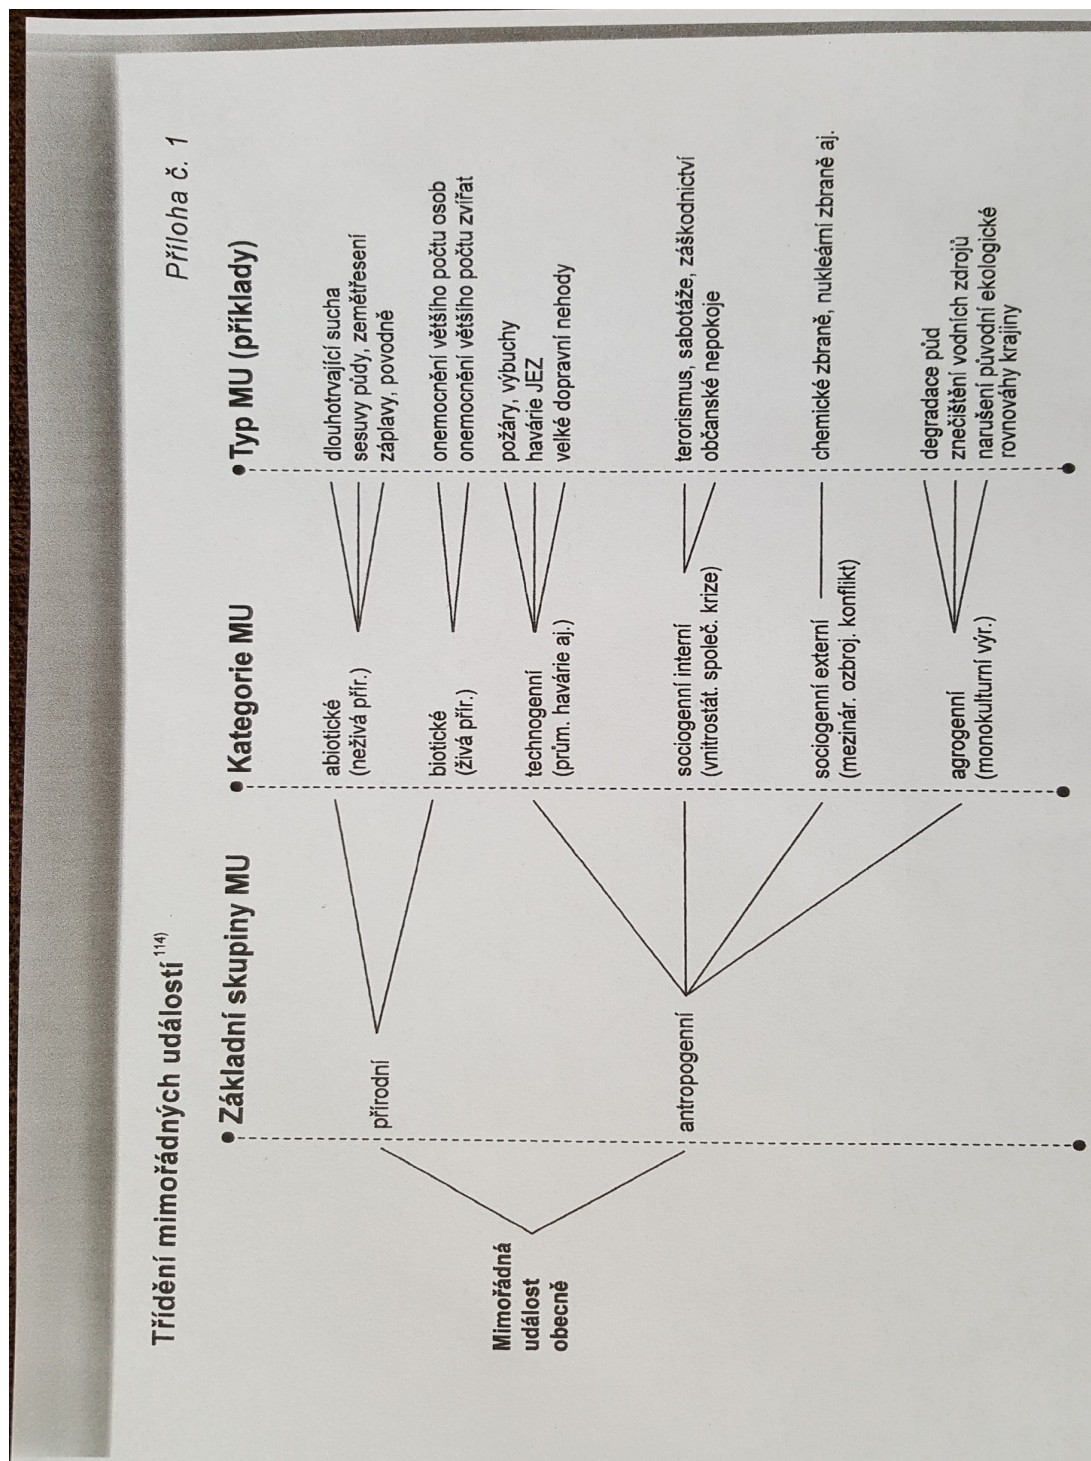 Příloha č. 1
Třídění mimořádných událostí 114)
● Základní skupiny MU
● Kategorie MU
● Typ MU (příklady)
Mimořádná
událost
obecně
přírodní
antropogenní
abiotické
(neživá přír.)
biotické
(živá přír.)
technogenní
(prům. havárie aj.)
sociogenní interní
(vnitrostát. společ. krize)
sociogenní externí
(mezinár. ozbroj. konflikt)
agrogenní
(monokulturní výr.)
dlouhotrvající sucha
sesuvy půdy, zemětřesení
záplavy, povodně
onemocnění většího počtu osob
onemocnění většího počtu zvířat
požáry, výbuchy
havárie JEZ
velké dopravní nehody
terorismus, sabotáže, záškodnictví
občanské nepokoje
chemické zbraně, nukleární zbraně aj.
degradace půd
znečištění vodních zdrojů
narušení původní ekologické
rovnováhy krajiny